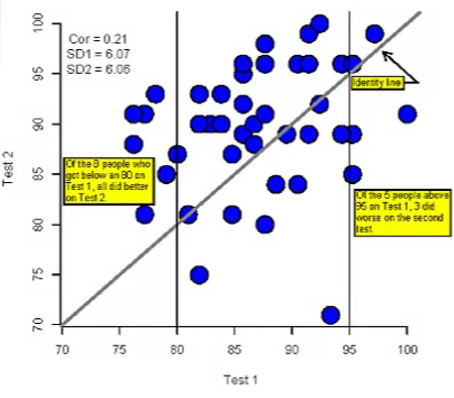 Cor = 0.21
SD1 = 6.07
SD2 = 6.06
Identity line
Of the 8 people who
got below an 80 on
Test 1, all did better
on Test 2.
Of the 5 people above
95 on Test 1, 3 did
worse on the second
test.
Test 2
100
95
90
85
80
75
70
70 75 80 85 90 95 100
Test 1